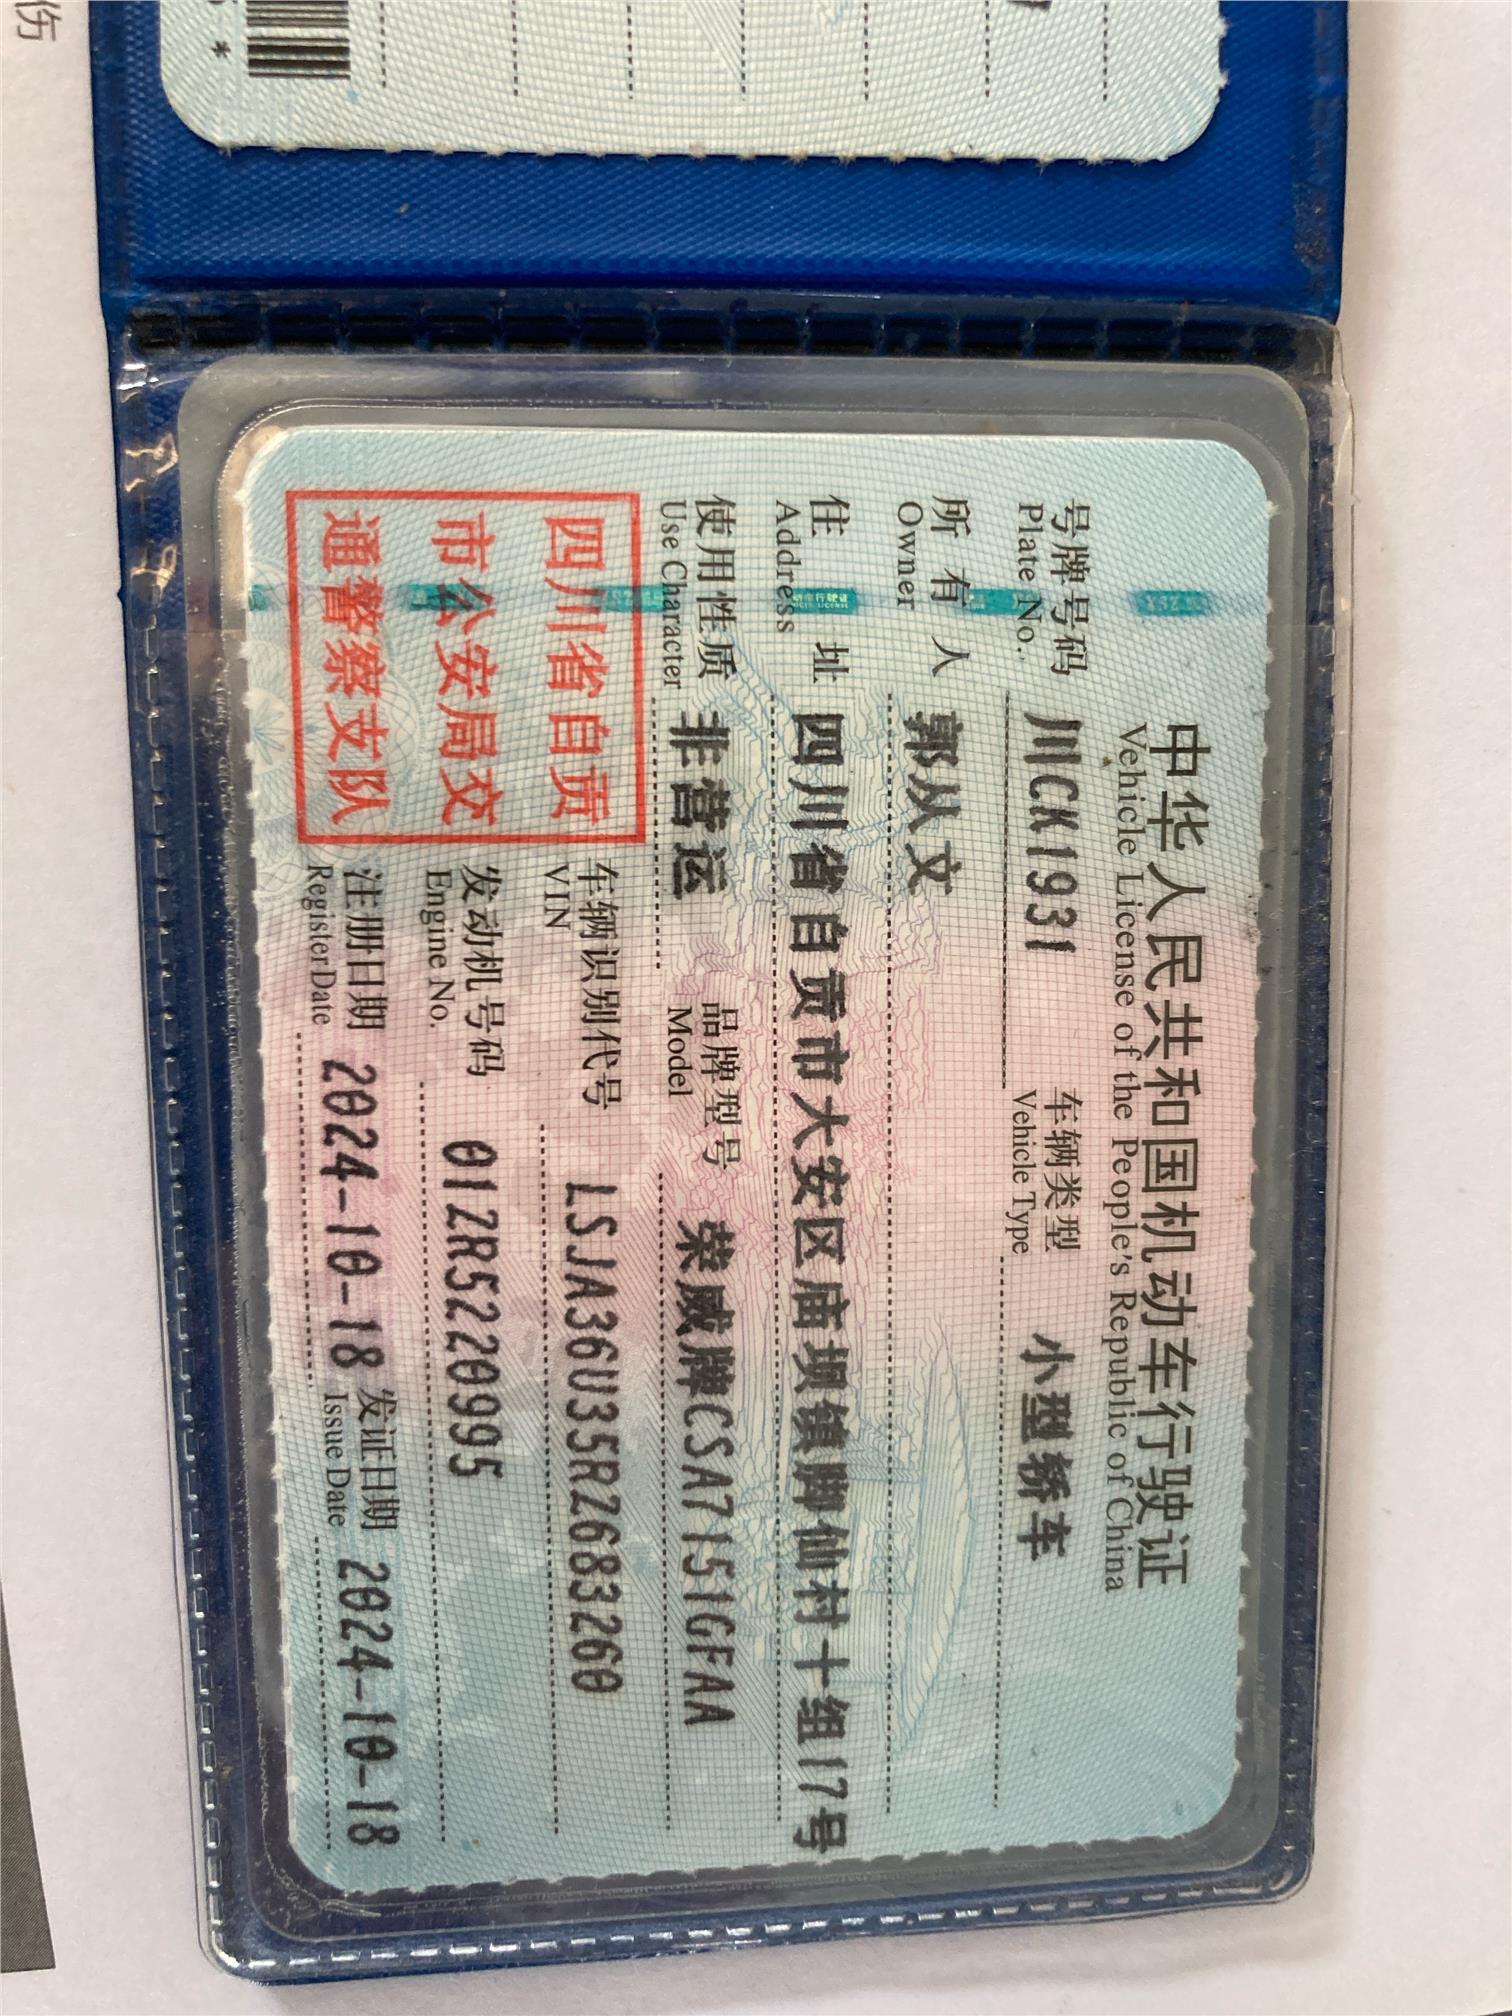 中华人民共和国机动车行驶证
Vehicle License of the People's Republic of China
号牌号码 川CK1931 车辆类型 小型轿车
Plate No. Vehicle Type
所有人 郭从文
Owner
住址 四川省自贡市大安区庙坝镇脚仙村十组17号
Address
使用性质 非营运 品牌型号 荣威牌CSA7151GFAA
Use Character Model
四川省自贡
市公安局交
通警察支队
车辆识别代号 LSJA36U35R2683260
VIN
发动机号码 01ZR5220995
Engine No.
注册日期 2024-10-18 发证日期 2024-10-18
Register Date Issue Date
*
伤